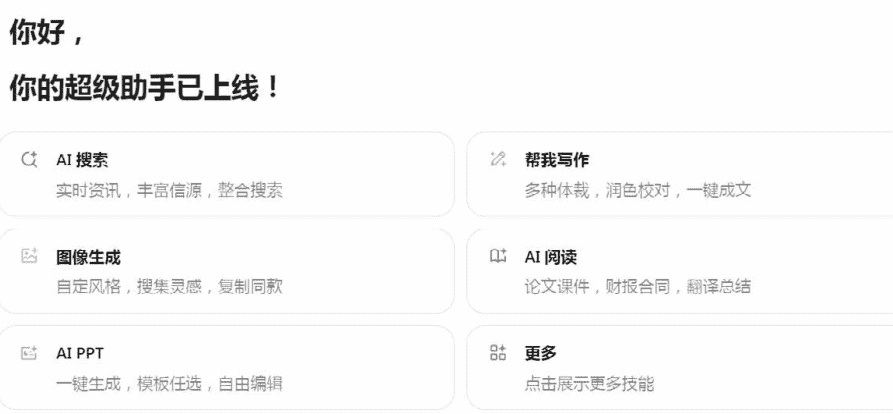 你好，
你的超级助手已上线！
AI 搜索
实时资讯，丰富信源，整合搜索
帮我写作
多种体裁，润色校对，一键成文
图像生成
自定风格，搜集灵感，复制同款
AI 阅读
论文课件，财报合同，翻译总结
AI PPT
一键生成，模板任选，自由编辑
更多
点击展示更多技能